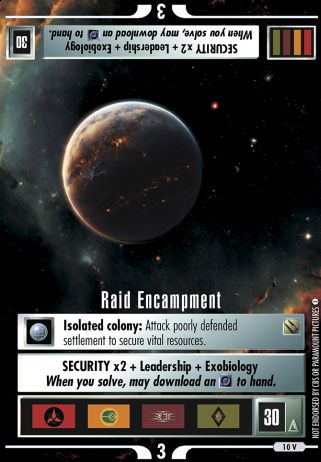 3
SECURITY x2 + Leadership + Exobiology
When you solve, may download an to hand.
30
Raid Encampment
Isolated colony: Attack poorly defended
settlement to secure vital resources.
SECURITY x2 + Leadership + Exobiology
When you solve, may download an to hand.
30
3
10 V
NOT ENDORSED BY CBS OR PARAMOUNT PICTURES